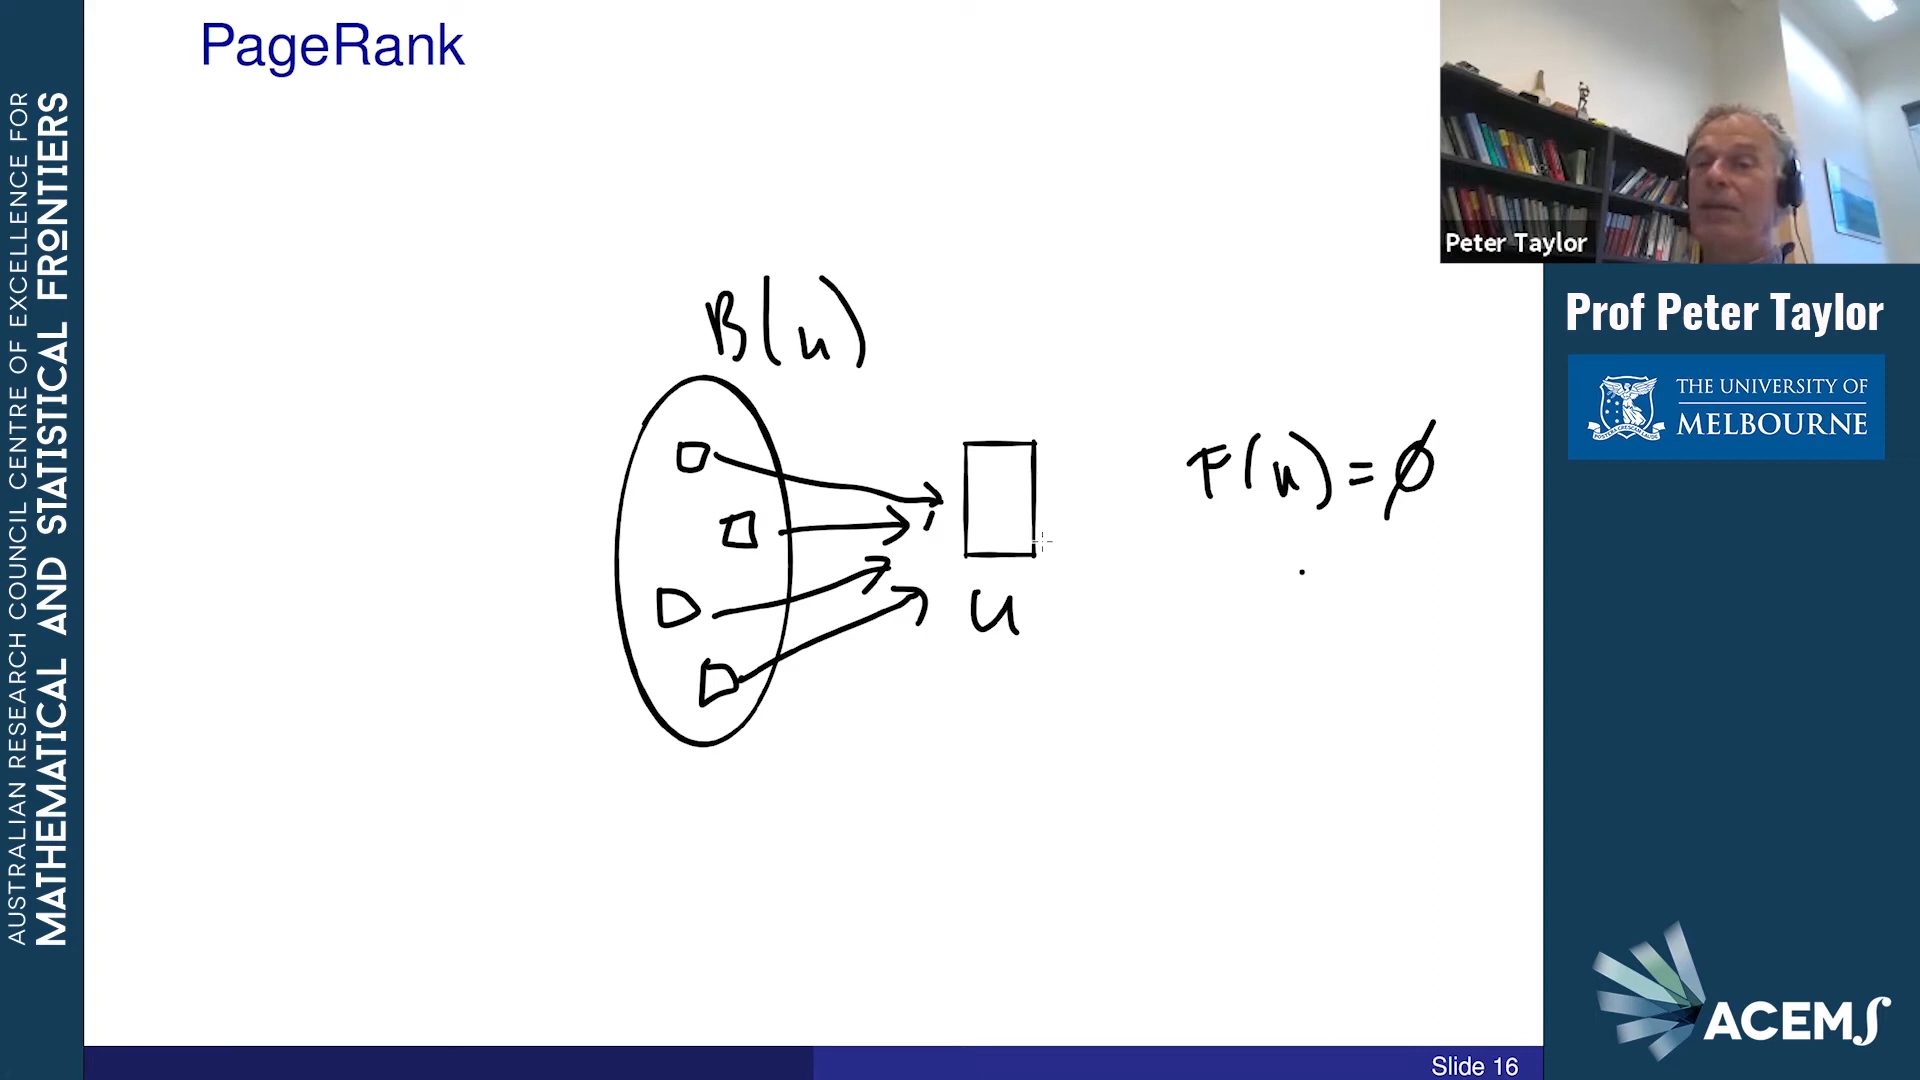 AUSTRALIAN RESEARCH COUNCIL CENTRE OF EXCELLENCE FOR
MATHEMATICAL AND STATISTICAL FRONTIERS
PageRank
B(u)
F(u) = ∅
u
Peter Taylor
Prof Peter Taylor
THE UNIVERSITY OF
MELBOURNE
ACEMS
Slide 16